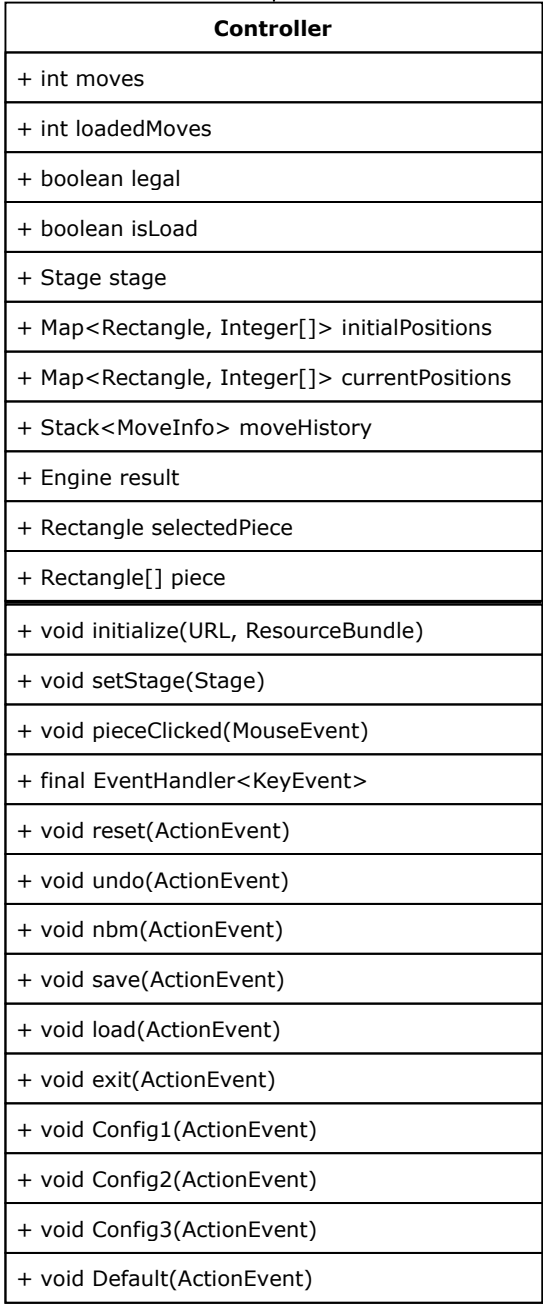 Controller
+ int moves
+ int loadedMoves
+ boolean legal
+ boolean isLoad
+ Stage stage
+ Map<Rectangle, Integer[]> initialPositions
+ Map<Rectangle, Integer[]> currentPositions
+ Stack<MoveInfo> moveHistory
+ Engine result
+ Rectangle selectedPiece
+ Rectangle[] piece
+ void initialize(URL, ResourceBundle)
+ void setStage(Stage)
+ void pieceClicked(MouseEvent)
+ final EventHandler<KeyEvent>
+ void reset(ActionEvent)
+ void undo(ActionEvent)
+ void nbm(ActionEvent)
+ void save(ActionEvent)
+ void load(ActionEvent)
+ void exit(ActionEvent)
+ void Config1(ActionEvent)
+ void Config2(ActionEvent)
+ void Config3(ActionEvent)
+ void Default(ActionEvent)